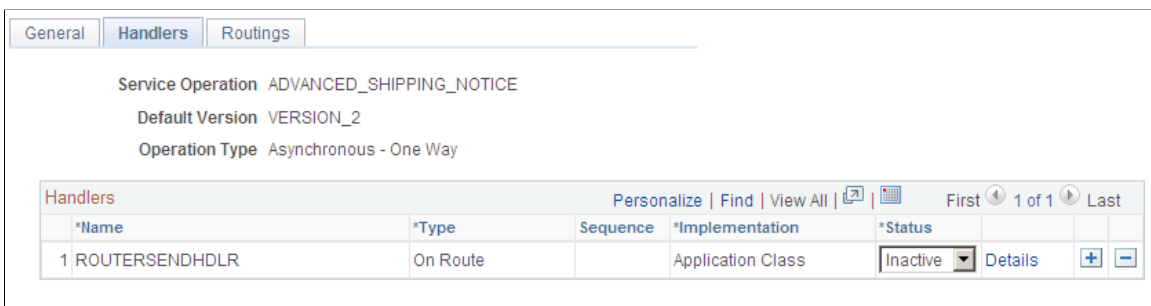 General Handlers Routings
Service Operation ADVANCED_SHIPPING_NOTICE
Default Version VERSION_2
Operation Type Asynchronous - One Way
Handlers Personalize | Find | View All | | First 1 of 1 Last
*Name *Type Sequence *Implementation *Status
1 ROUTERSENDHDLR On Route Application Class Inactive Details + -